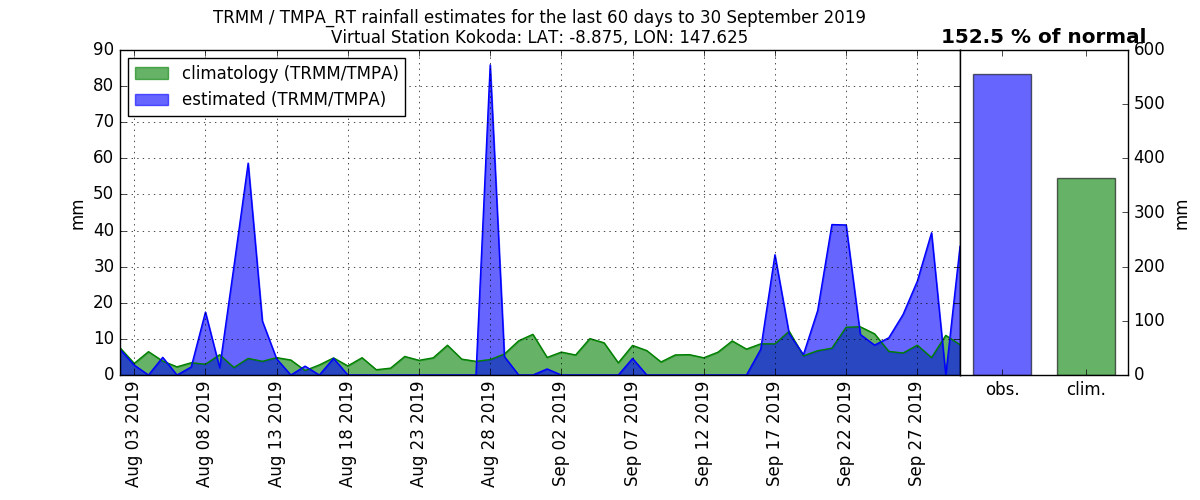 TRMM / TMPA_RT rainfall estimates for the last 60 days to 30 September 2019
Virtual Station Kokoda: LAT: -8.875, LON: 147.625
152.5 % of normal
climatology (TRMM/TMPA)
estimated (TRMM/TMPA)
90
80
70
60
50
40
30
20
10
0
mm
Aug 03 2019
Aug 08 2019
Aug 13 2019
Aug 18 2019
Aug 23 2019
Aug 28 2019
Sep 02 2019
Sep 07 2019
Sep 12 2019
Sep 17 2019
Sep 22 2019
Sep 27 2019
obs.
clim.
600
500
400
300
200
100
0
mm